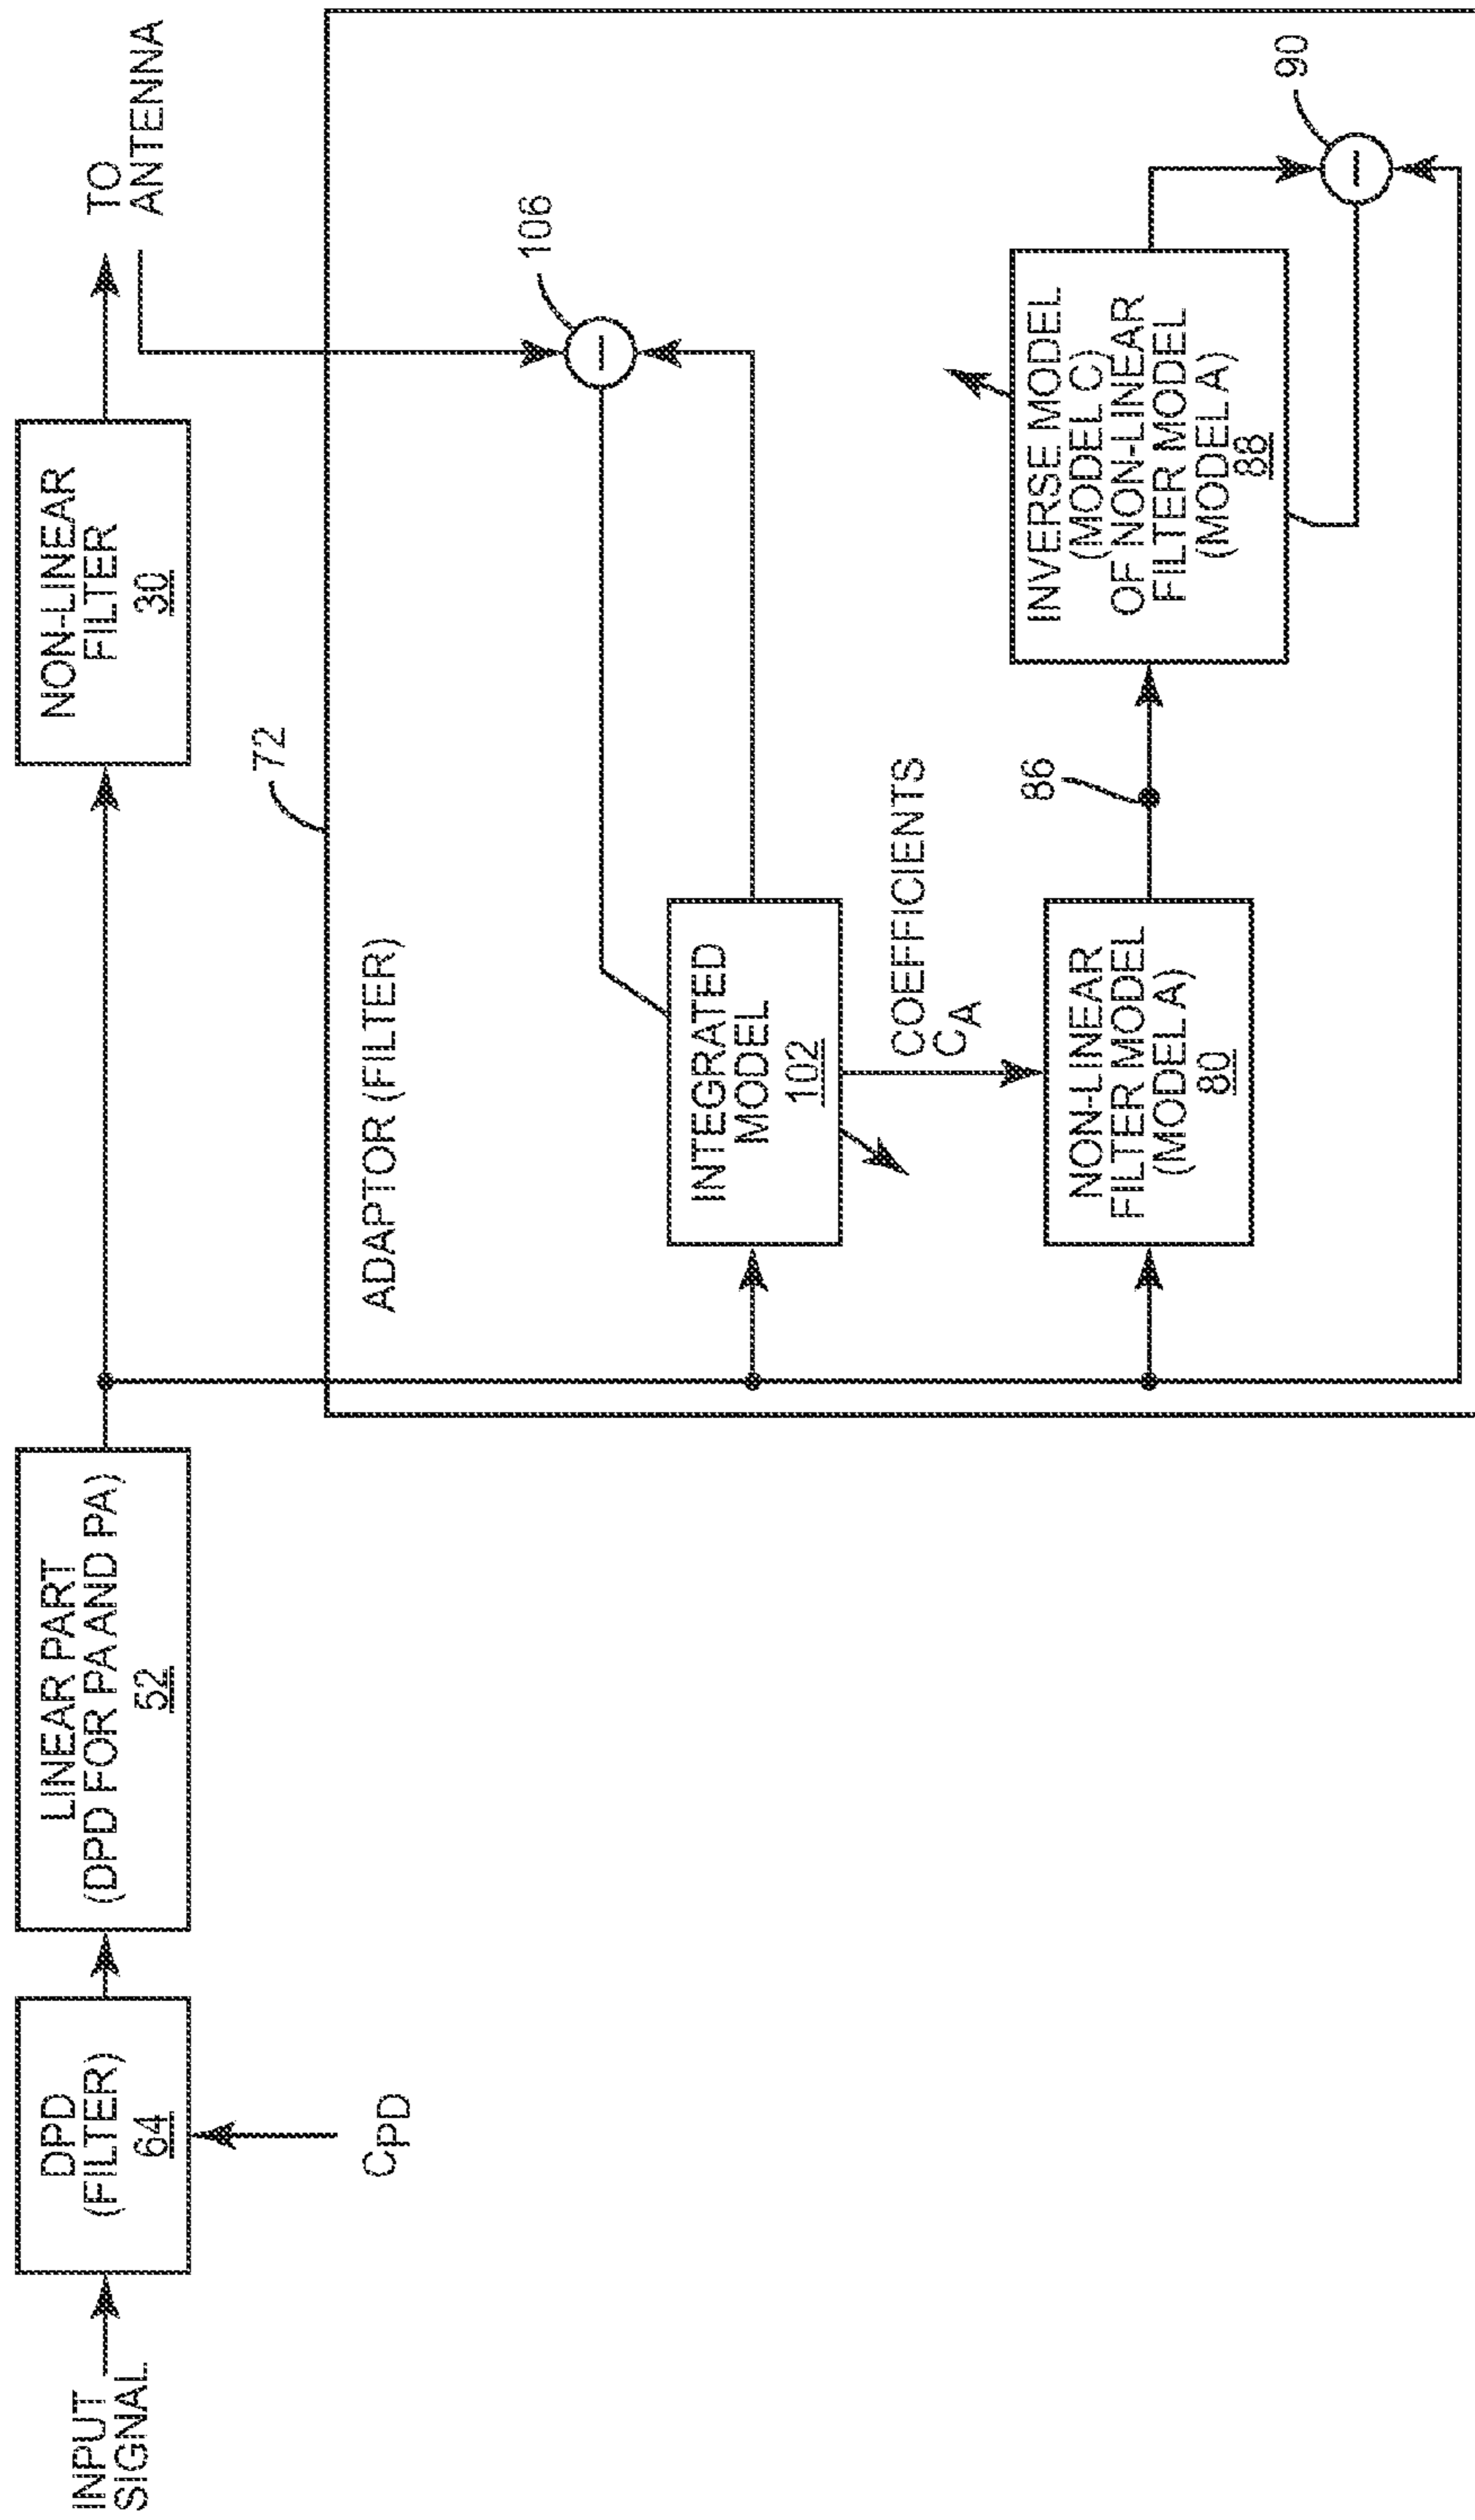 INPUT
SIGNAL
DPD
(FILTER)
64
CPD
LINEAR PART
(DPD FOR PA AND PA)
52
NON-LINEAR
FILTER
30
TO
ANTENNA
72
ADAPTOR (FILTER)
106
INTEGRATED
MODEL
102
COEFFICIENTS
CA
NON-LINEAR
FILTER MODEL
(MODEL A)
80
86
INVERSE MODEL
(MODEL C)
OF NON-LINEAR
FILTER MODEL
(MODEL A)
88
90